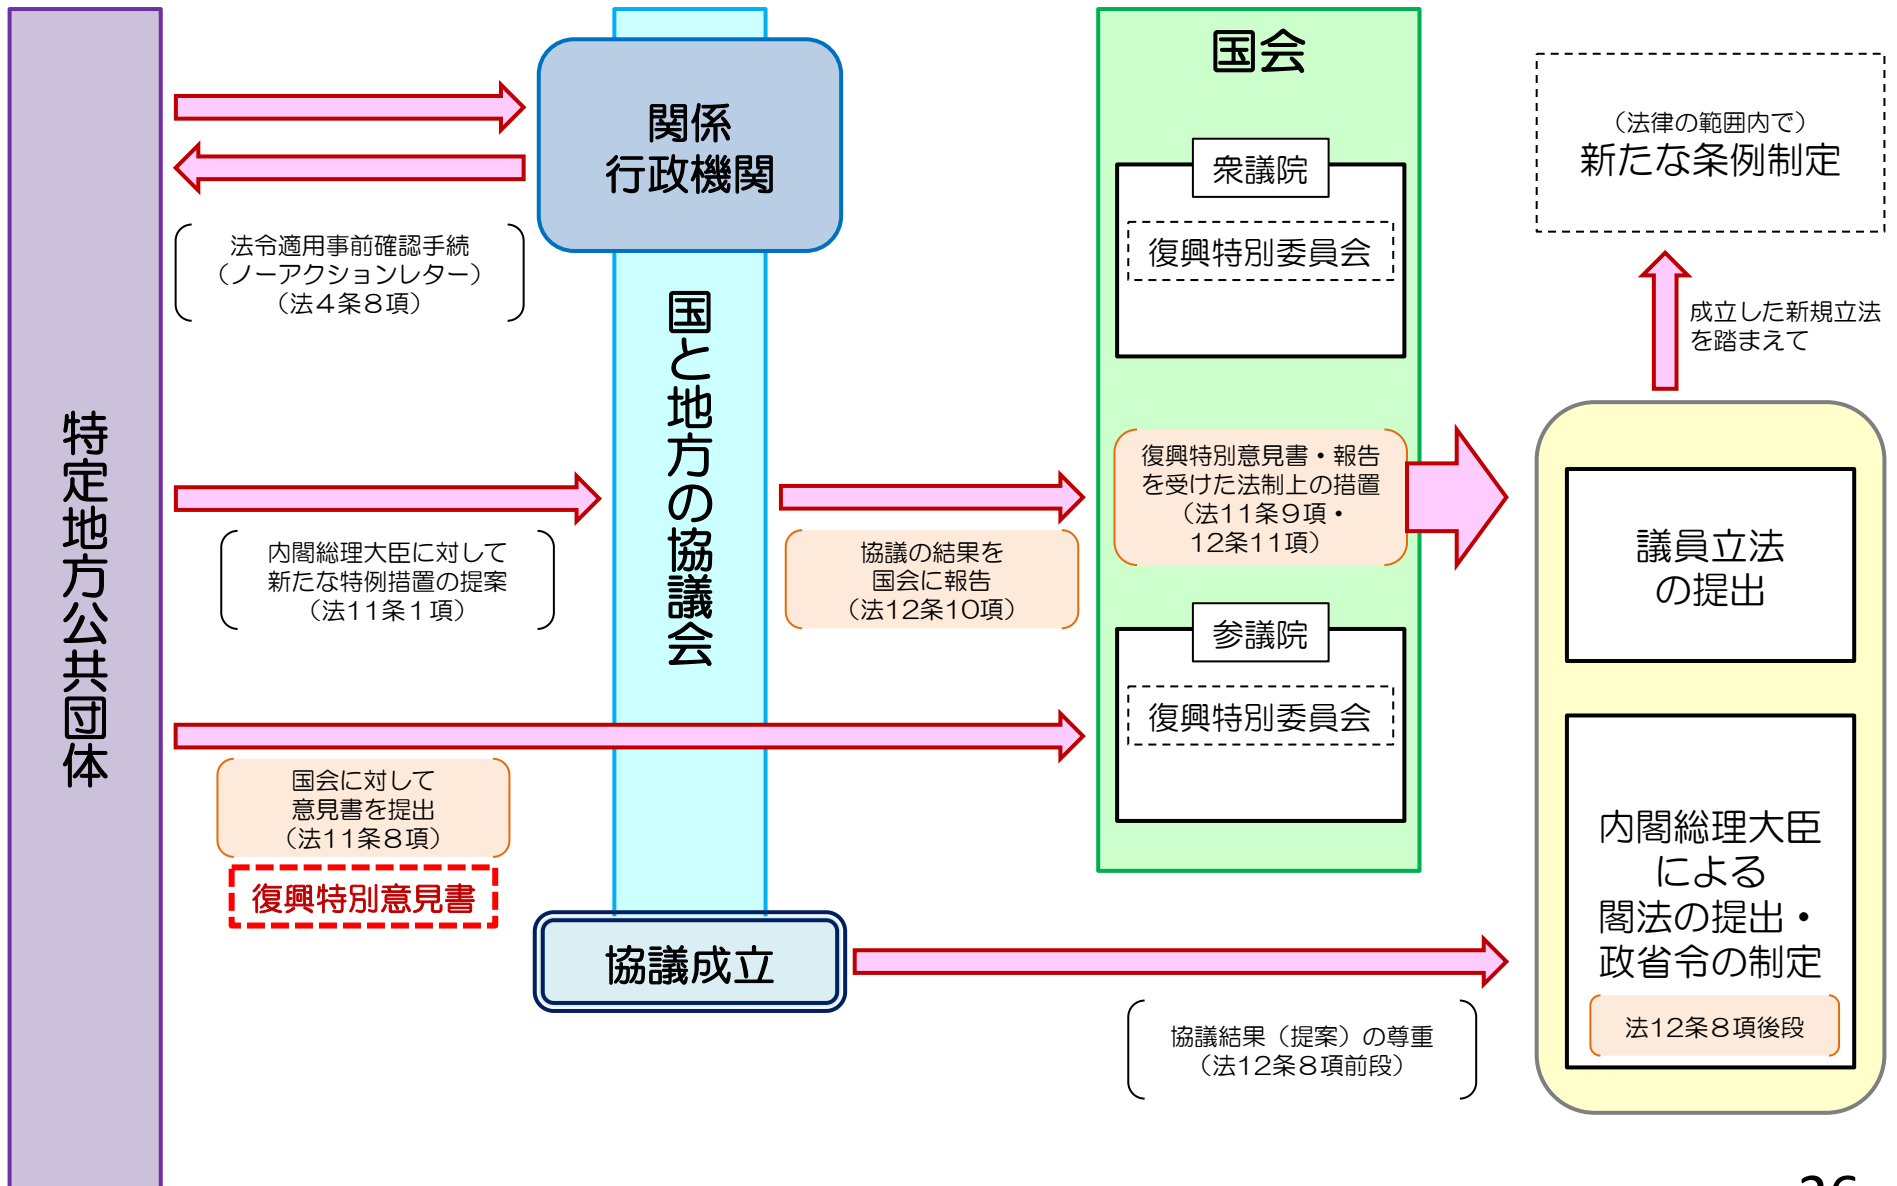 特定地方公共団体
関係
行政機関
法令適用事前確認手続
（ノーアクションレター）
（法４条８項）
国と地方の協議会
内閣総理大臣に対して
新たな特例措置の提案
（法11条１項）
協議の結果を
国会に報告
（法12条10項）
国会に対して
意見書を提出
（法11条８項）
復興特別意見書
協議成立
国会
衆議院
復興特別委員会
復興特別意見書・報告
を受けた法制上の措置
（法11条９項・
12条11項）
参議院
復興特別委員会
協議結果（提案）の尊重
（法12条８項前段）
（法律の範囲内で）
新たな条例制定
成立した新規立法
を踏まえて
議員立法
の提出
内閣総理大臣
による
閣法の提出・
政省令の制定
法12条８項後段